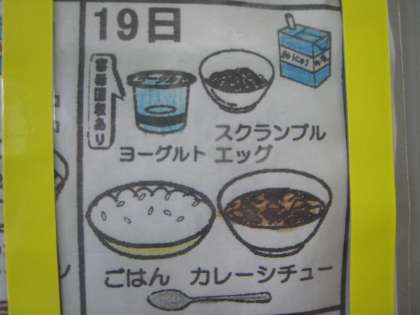 19日
ヨーグルト
スクランブル
エッグ
ごはん カレーシチュー